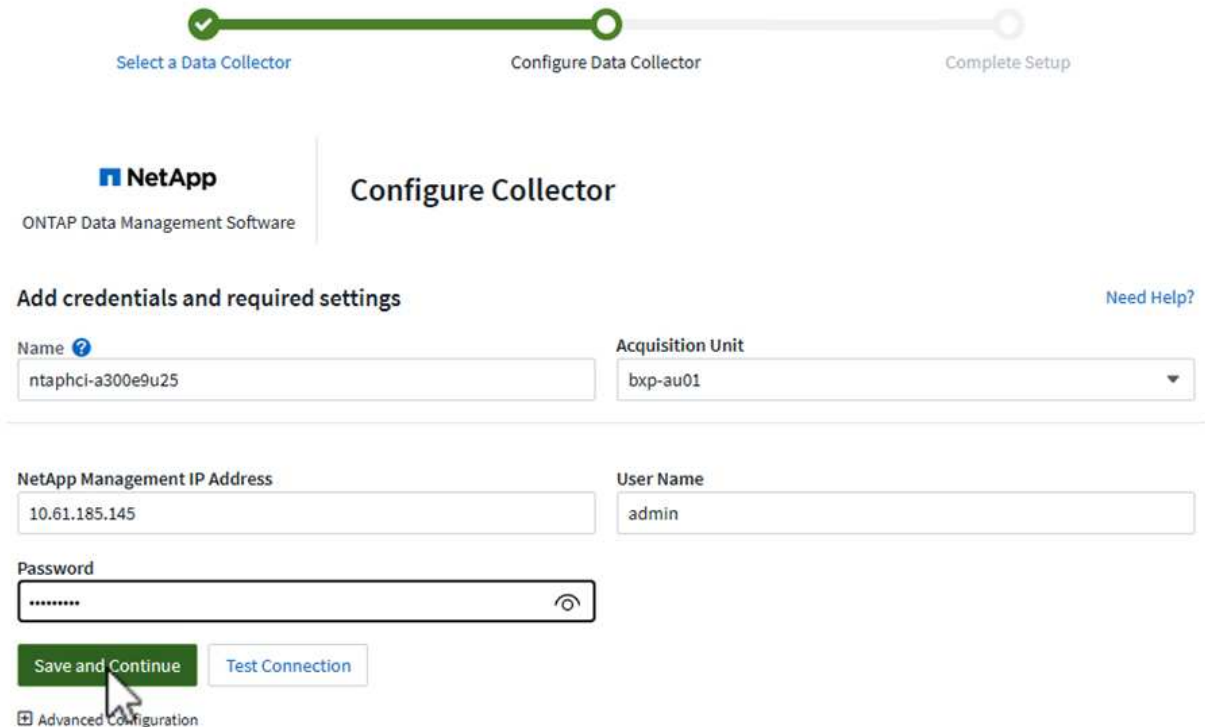 Select a Data Collector
Configure Data Collector
Complete Setup
NetApp
ONTAP Data Management Software
Configure Collector
Add credentials and required settings
Need Help?
Name
Acquisition Unit
ntaphci-a300e9u25
bxp-au01
NetApp Management IP Address
User Name
10.61.185.145
admin
Password
•••••••••
Save and Continue
Test Connection
Advanced Configuration